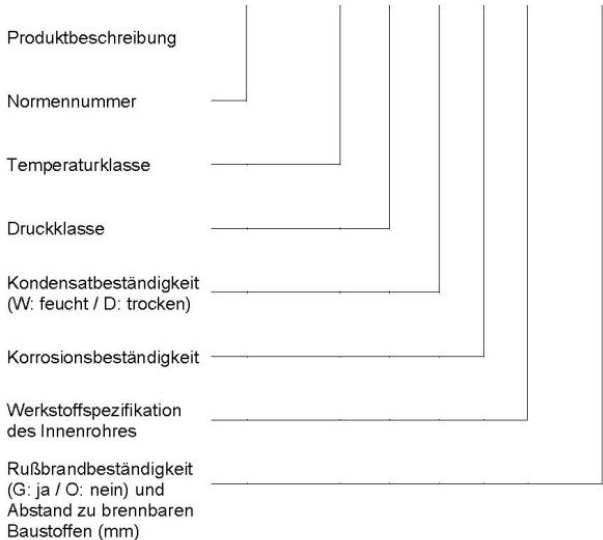 Produktbeschreibung
Normennummer
Temperaturklasse
Druckklasse
Kondensatbeständigkeit
(W: feucht / D: trocken)
Korrosionsbeständigkeit
Werkstoffspezifikation
des Innenrohres
Rußbrandbeständigkeit
(G: ja / O: nein) und
Abstand zu brennbaren
Baustoffen (mm)